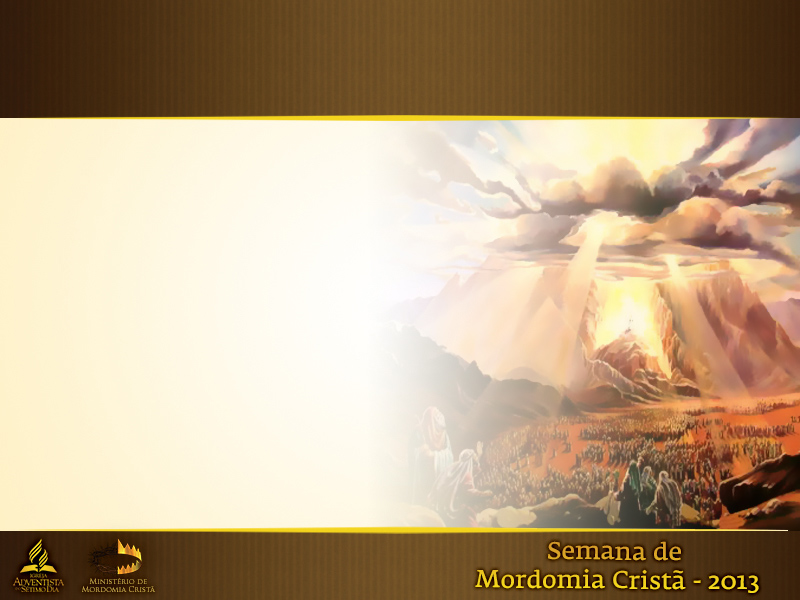 IGREJA
ADVENTISTA
DO SÉTIMO DIA
MINISTÉRIO DE
MORDOMIA CRISTÃ
Semana de
Mordomia Cristã - 2013